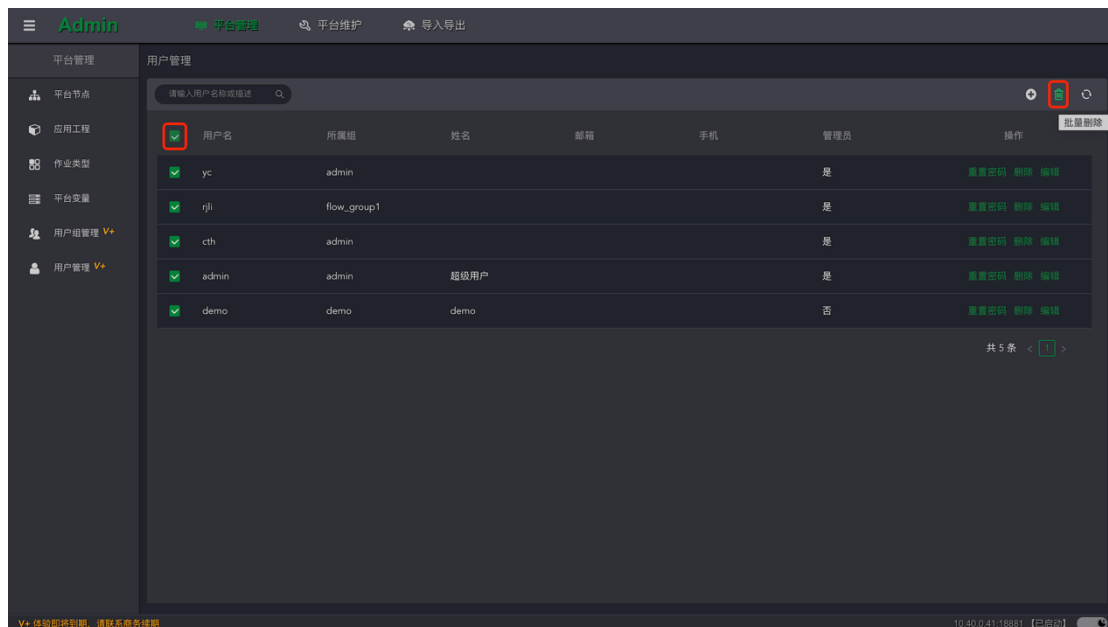 Admin 平台管理 平台维护 导入导出
平台管理 用户管理
平台节点
应用工程
作业类型
平台变量
用户组管理 V+
用户管理 V+
请输入用户名称或描述
批量删除
用户名 所属组 姓名 邮箱 手机 管理员 操作
yc admin 是 重置密码 删除 编辑
rjli flow_group1 是 重置密码 删除 编辑
cth admin 是 重置密码 删除 编辑
admin admin 超级用户 是 重置密码 删除 编辑
demo demo demo 否 重置密码 删除 编辑
共 5 条 < 1 >
V+ 体验即将到期，请联系商务续期 10.40.0.41:18881 【已启动】